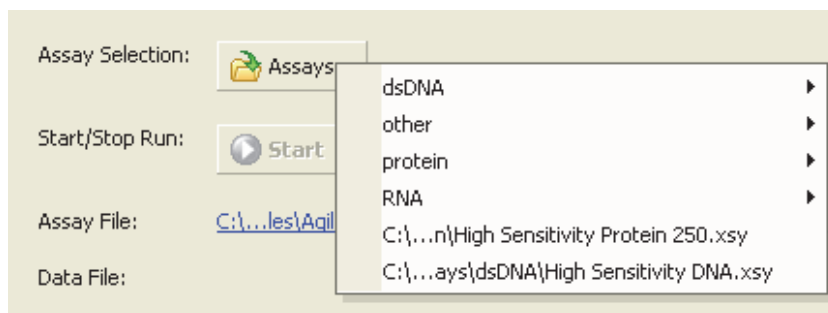 Assay Selection:
Assays
dsDNA
other
Start/Stop Run:
Start
protein
RNA
Assay File:
C:\...les\Agil
C:\...n\High Sensitivity Protein 250.xsy
Data File:
C:\...ays\dsDNA\High Sensitivity DNA.xsy